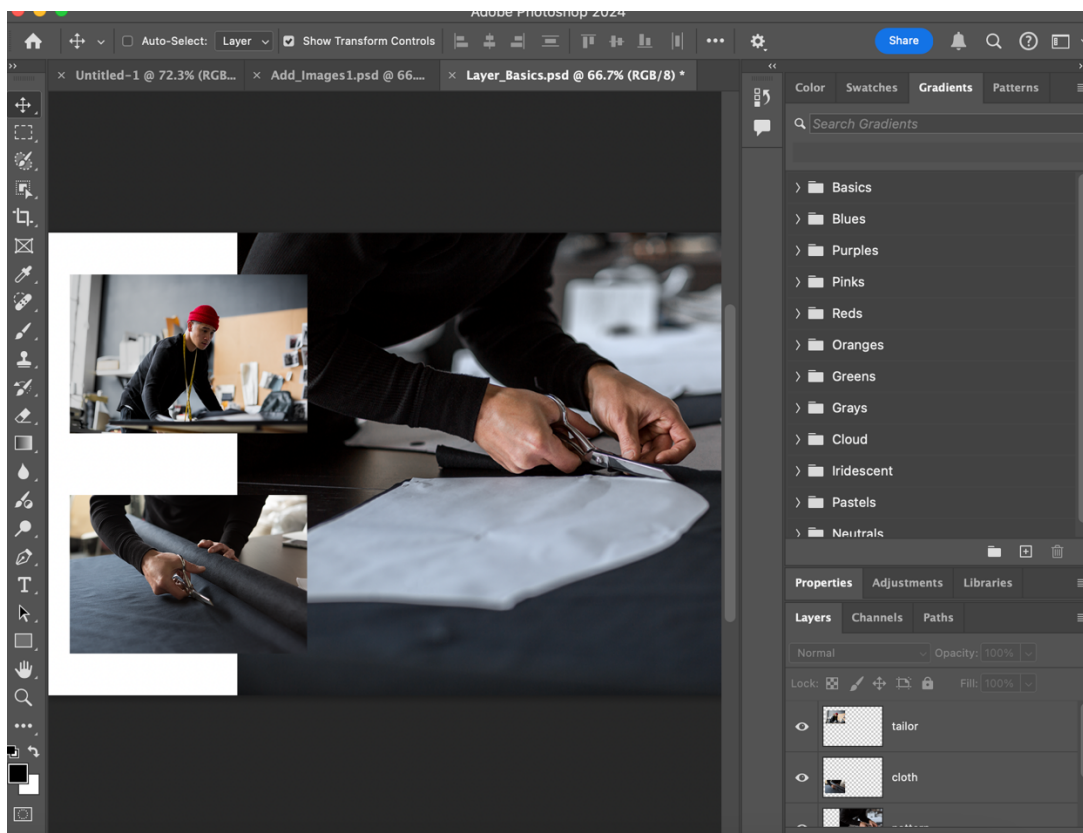 Adobe Photoshop 2024
Auto-Select: Layer Show Transform Controls Share
Untitled-1 @ 72.3% (RGB... Add_Images1.psd @ 66.... Layer_Basics.psd @ 66.7% (RGB/8) *
Color Swatches Gradients Patterns
Search Gradients
Basics
Blues
Purples
Pinks
Reds
Oranges
Greens
Grays
Cloud
Iridescent
Pastels
Neutrals
Properties Adjustments Libraries
Layers Channels Paths
Normal Opacity: 100%
Lock: Fill: 100%
tailor
cloth
pattern